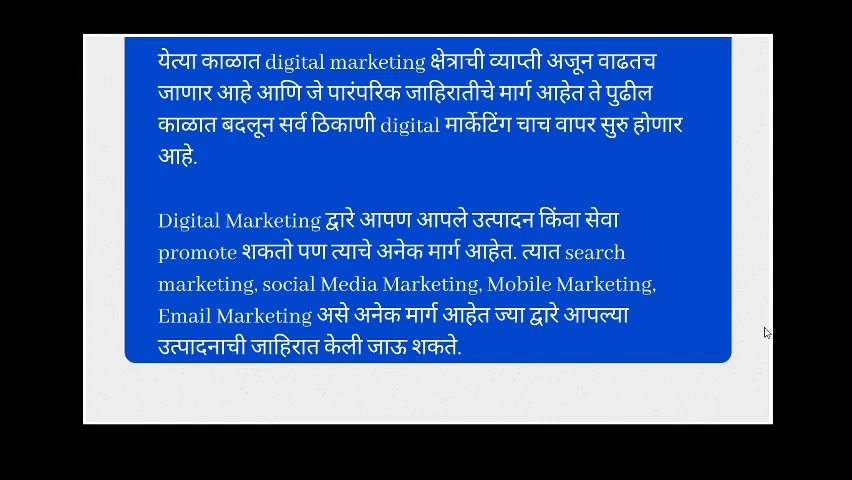 येत्या काळात digital marketing क्षेत्राची व्याप्ती अजून वाढतच
जाणार आहे आणि जे पारंपरिक जाहिरातीचे मार्ग आहेत ते पुढील
काळात बदलून सर्व ठिकाणी digital मार्केटिंग चाच वापर सुरु होणार
आहे.
Digital Marketing द्वारे आपण आपले उत्पादन किंवा सेवा
promote शकतो पण त्याचे अनेक मार्ग आहेत. त्यात search
marketing, social Media Marketing, Mobile Marketing,
Email Marketing असे अनेक मार्ग आहेत ज्या द्वारे आपल्या
उत्पादनाची जाहिरात केली जाऊ शकते.